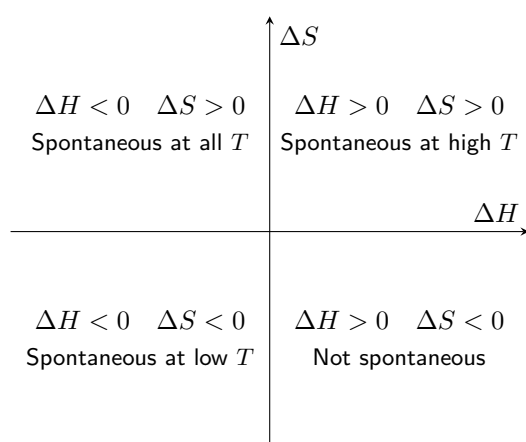 ΔS
ΔH < 0 ΔS > 0
Spontaneous at all T
ΔH > 0 ΔS > 0
Spontaneous at high T
ΔH
ΔH < 0 ΔS < 0
Spontaneous at low T
ΔH > 0 ΔS < 0
Not spontaneous